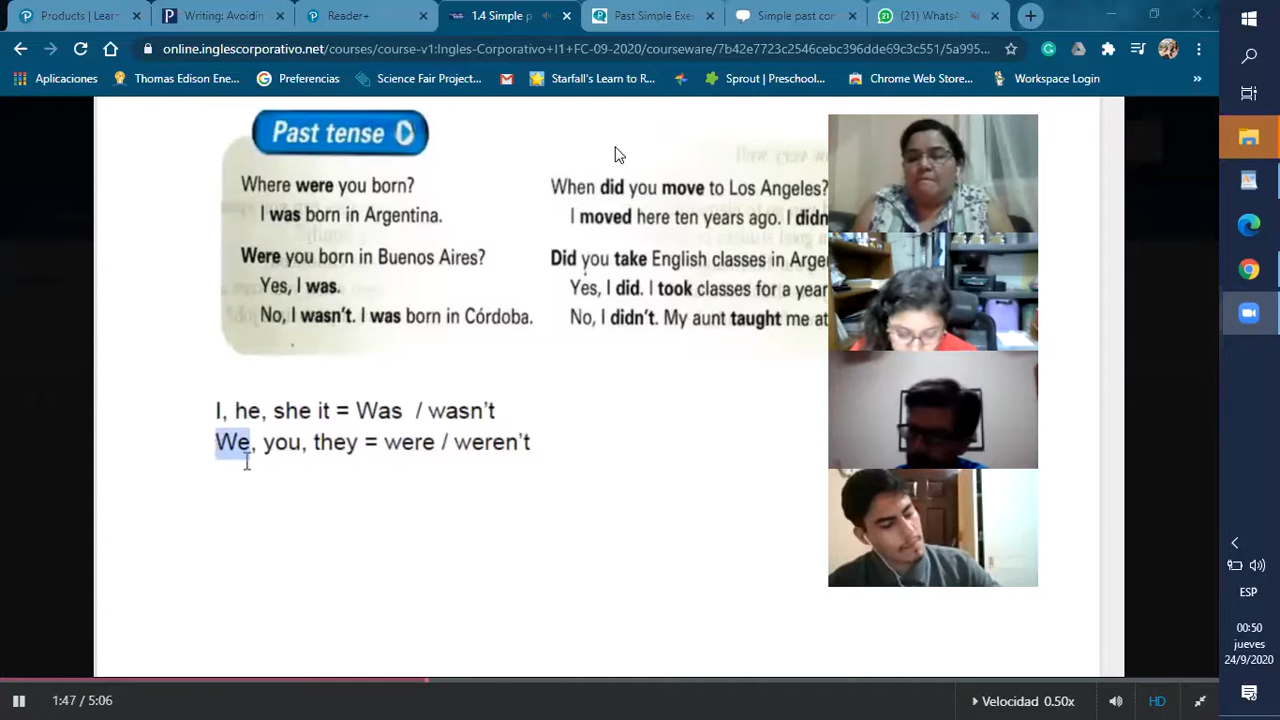 Products | Learn
Writing: Avoidin
Reader+
1.4 Simple p
Past Simple Exe
Simple past con
(21) WhatsA
online.inglescorporativo.net/courses/course-v1:Ingles-Corporativo+I1+FC-09-2020/courseware/7b42e7723c2546cebc396dde69c3c551/5a995...
Aplicaciones
Thomas Edison Ene...
Preferencias
Science Fair Project...
Starfall's Learn to R...
Sprout | Preschool...
Chrome Web Store...
Workspace Login
»
Past tense
Where were you born?
I was born in Argentina.
Were you born in Buenos Aires?
Yes, I was.
No, I wasn't. I was born in Córdoba.
When did you move to Los Angeles?
I moved here ten years ago. I didn
Did you take English classes in Arge
Yes, I did. I took classes for a year
No, I didn't. My aunt taught me at
I, he, she it = Was / wasn't
We, you, they = were / weren't
1:47 / 5:06
Velocidad 0.50x
HD
ESP
00:50
jueves
24/9/2020